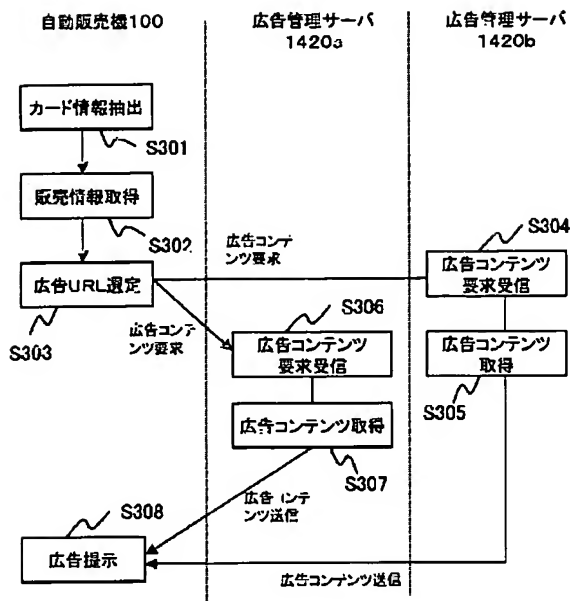 自動販売機100
広告管理サーバ
1420a
広告管理サーバ
1420b
カード情報抽出
S301
販売情報取得
S302
広告URL選定
S303
広告コンテ
ンツ要求
広告コンテ
ンツ要求
S304
広告コンテンツ
要求受信
S306
広告コンテンツ
要求受信
広告コンテンツ
取得
S305
広告コンテンツ取得
S307
広告コンテ
ンツ送信
S308
広告提示
広告コンテンツ送信